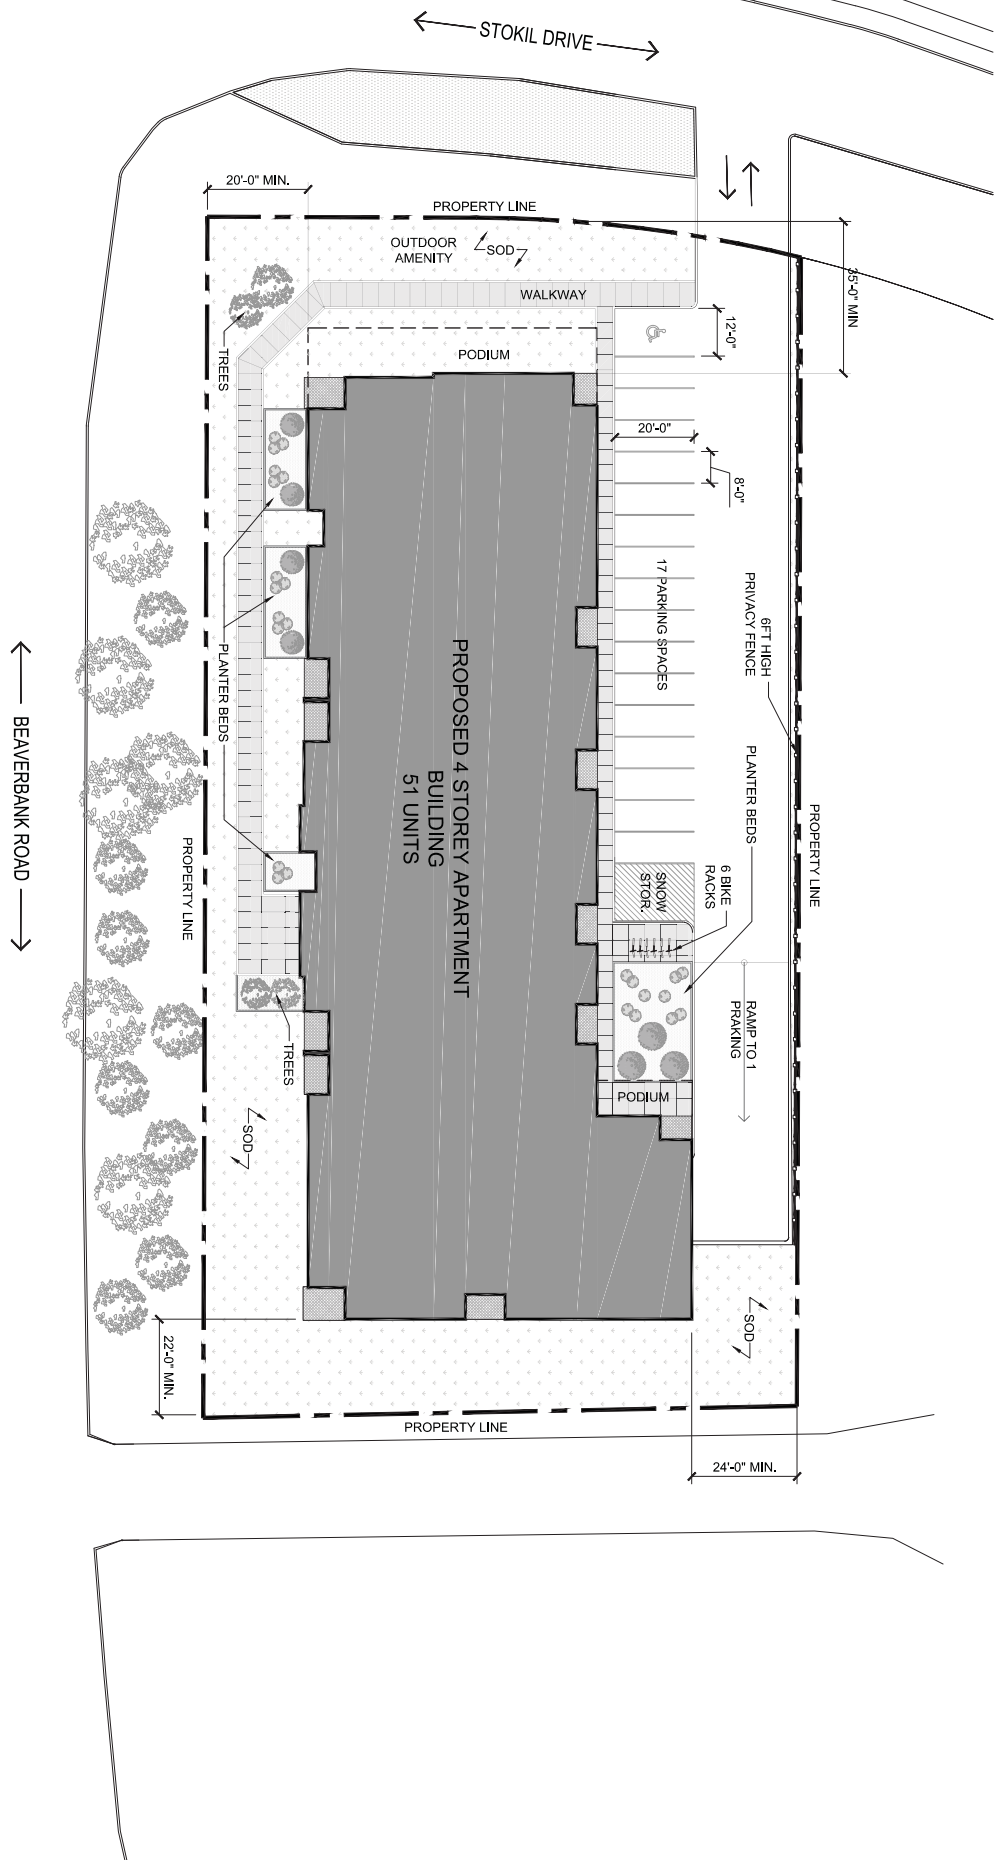 STOKIL DRIVE
20'-0" MIN.
PROPERTY LINE
OUTDOOR
AMENITY
SOD
35'-0" MIN
WALKWAY
12'-0"
TREES
PODIUM
20'-0"
8'-0"
17 PARKING SPACES
6FT HIGH
PRIVACY FENCE
PLANTER BEDS
PROPOSED 4 STOREY APARTMENT
BUILDING
51 UNITS
BEAVERBANK ROAD
PROPERTY LINE
PLANTER BEDS
PROPERTY LINE
6 BIKE
RACKS
SNOW
STOR.
RAMP TO 1
PRAKING
TREES
PODIUM
SOD
SOD
22'-0" MIN.
PROPERTY LINE
24'-0" MIN.